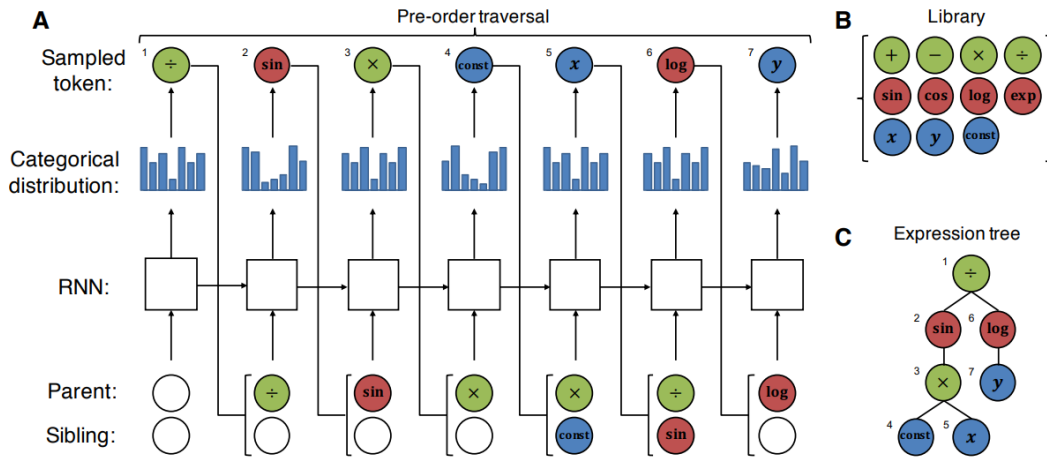 A
Pre-order traversal
Sampled token:
1 ÷ 2 sin 3 × 4 const 5 x 6 log 7 y
Categorical distribution:
RNN:
Parent:
÷ sin × × ÷ log
Sibling:
const sin
B
Library
+ − × ÷
sin cos log exp
x y const
C
Expression tree
1 ÷
2 sin 6 log
3 × 7 y
4 const 5 x